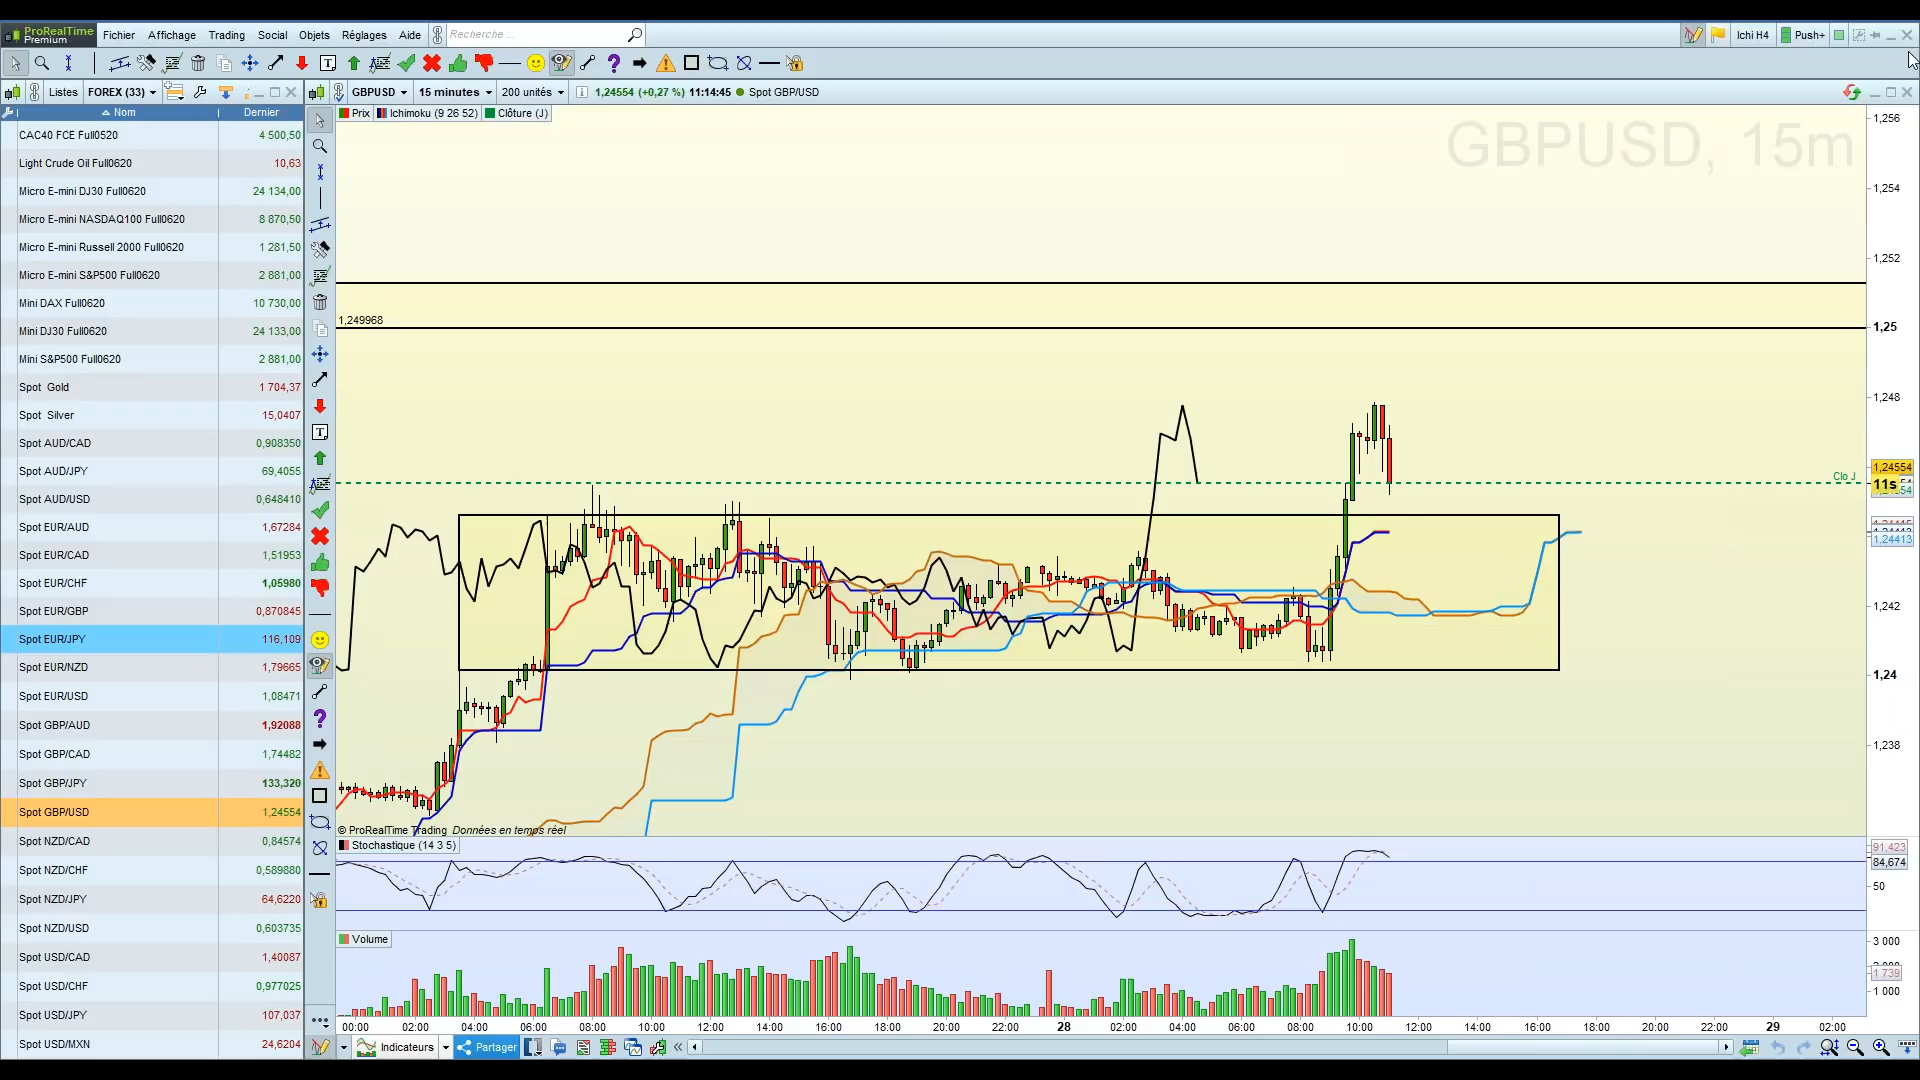 ProRealTime
Premium
Fichier Affichage Trading Social Objets Réglages Aide Recherche... Ichi H4 Push+
Listes FOREX (33) GBPUSD 15 minutes 200 unités 1,24554 (+0,27 %) 11:14:45 Spot GBP/USD
Nom Dernier
Prix Ichimoku (9 26 52) Clôture (J)
CAC40 FCE Full0520 4 500,50
Light Crude Oil Full0620 10,63
Micro E-mini DJ30 Full0620 24 134,00
Micro E-mini NASDAQ100 Full0620 8 870,50
Micro E-mini Russell 2000 Full0620 1 281,50
Micro E-mini S&P500 Full0620 2 881,00
Mini DAX Full0620 10 730,00
Mini DJ30 Full0620 24 133,00
Mini S&P500 Full0620 2 881,00
Spot Gold 1 704,37
Spot Silver 15,0407
Spot AUD/CAD 0,908350
Spot AUD/JPY 69,4055
Spot AUD/USD 0,648410
Spot EUR/AUD 1,67284
Spot EUR/CAD 1,51953
Spot EUR/CHF 1,05980
Spot EUR/GBP 0,870845
Spot EUR/JPY 116,109
Spot EUR/NZD 1,79665
Spot EUR/USD 1,08471
Spot GBP/AUD 1,92088
Spot GBP/CAD 1,74482
Spot GBP/JPY 133,320
Spot GBP/USD 1,24554
Spot NZD/CAD 0,84574
Spot NZD/CHF 0,589880
Spot NZD/JPY 64,6220
Spot NZD/USD 0,603735
Spot USD/CAD 1,40087
Spot USD/CHF 0,977025
Spot USD/JPY 107,037
Spot USD/MXN 24,6204
GBPUSD, 15m
1,249968
Clo J
1,256
1,254
1,252
1,25
1,248
1,24554
11s
1,24413
1,242
1,24
1,238
© ProRealTime Trading Données en temps réel
Stochastique (14 3 5)
91,423
84,674
50
Volume
3 000
1 739
1 000
00:00 02:00 04:00 06:00 08:00 10:00 12:00 14:00 16:00 18:00 20:00 22:00 28 02:00 04:00 06:00 08:00 10:00 12:00 14:00 16:00 18:00 20:00 22:00 29 02:00
Indicateurs Partager